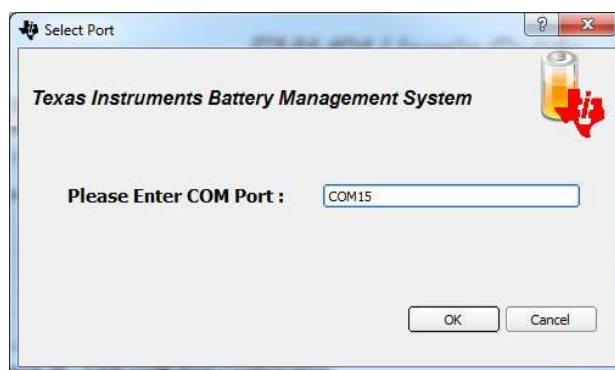 Select Port
Texas Instruments Battery Management System
Please Enter COM Port :
COM15
OK
Cancel